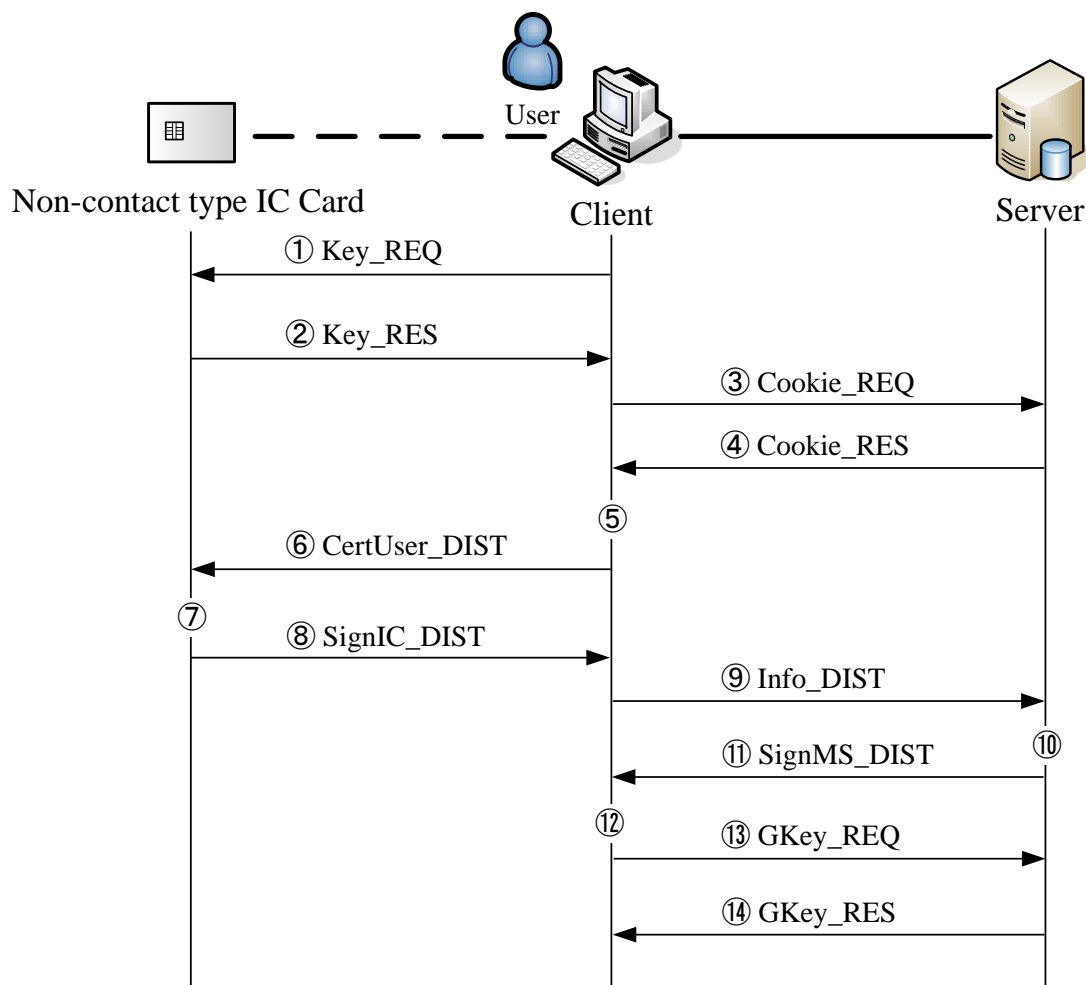 User
Non-contact type IC Card
Client
Server
① Key_REQ
② Key_RES
③ Cookie_REQ
④ Cookie_RES
⑤
⑥ CertUser_DIST
⑦
⑧ SignIC_DIST
⑨ Info_DIST
⑩
⑪ SignMS_DIST
⑫
⑬ GKey_REQ
⑭ GKey_RES